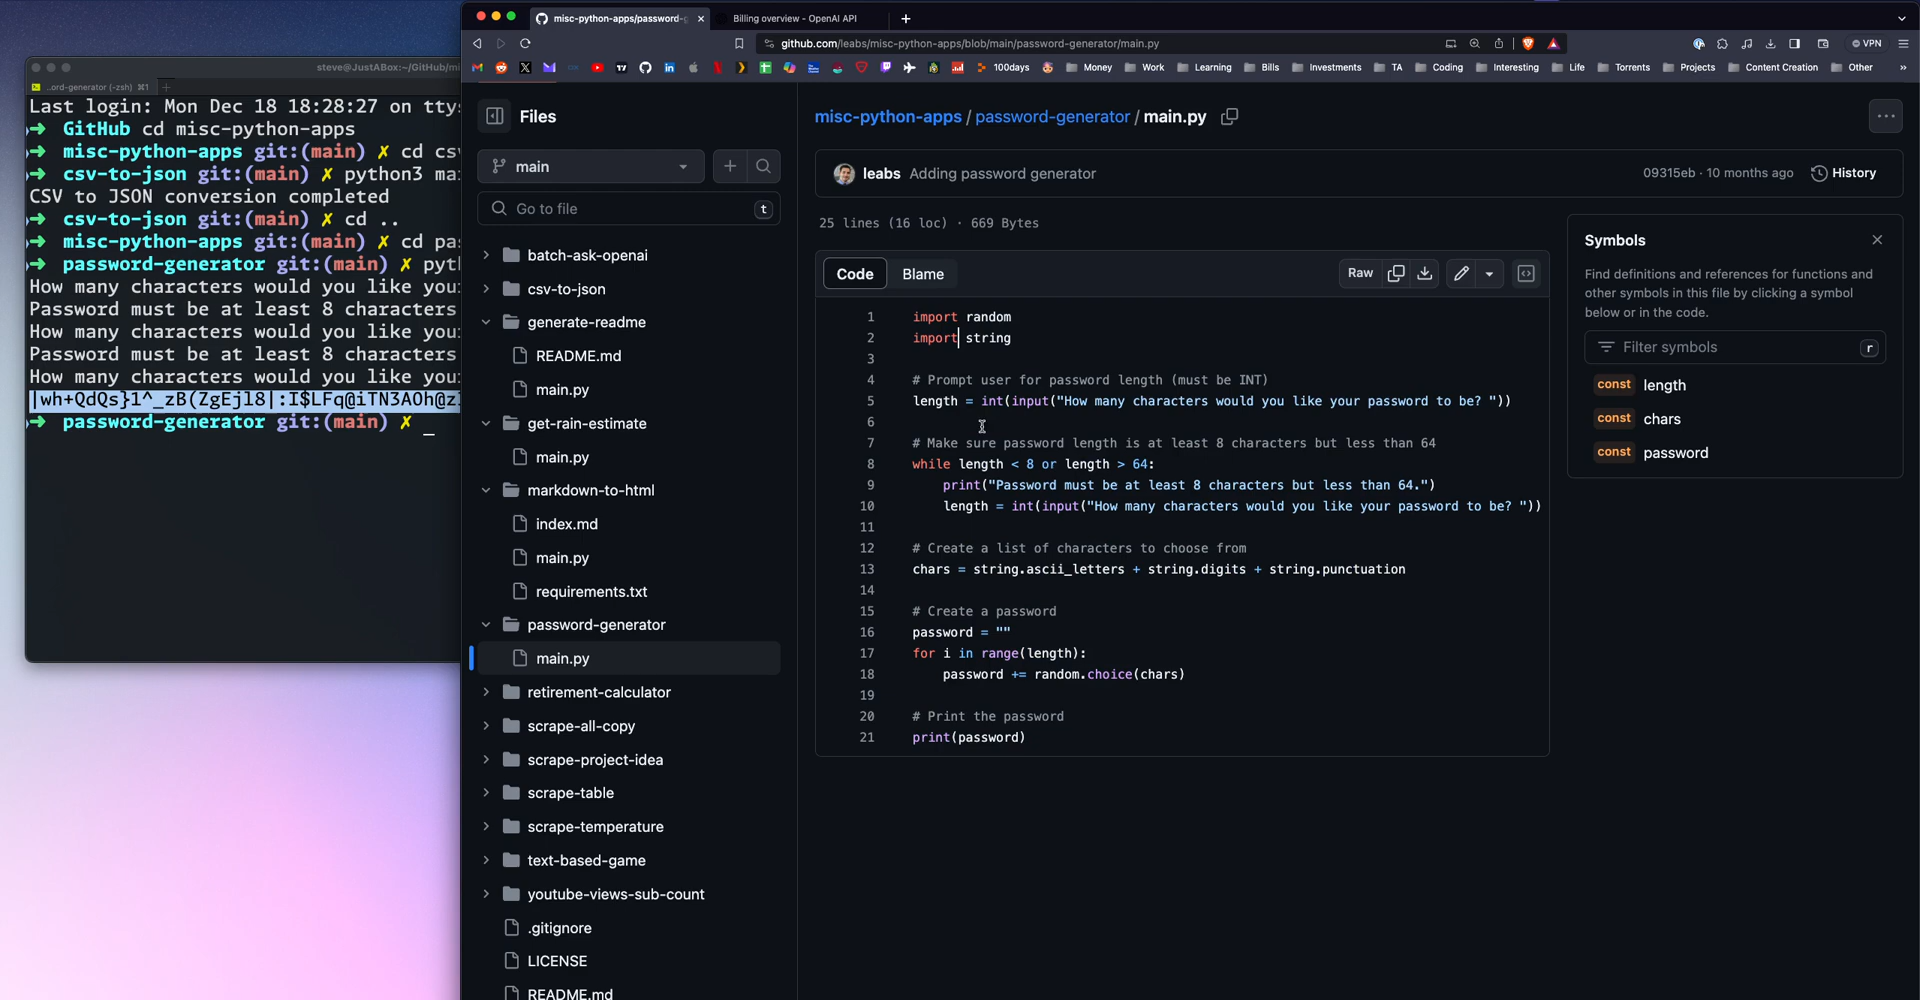 misc-python-apps/password-g
Billing overview - OpenAI API
github.com/leabs/misc-python-apps/blob/main/password-generator/main.py
VPN
100days
Money
Work
Learning
Bills
Investments
TA
Coding
Interesting
Life
Torrents
Projects
Content Creation
Other
»
steve@JustABox:~/GitHub/mi
..ord-generator (-zsh) ⌘1
Last login: Mon Dec 18 18:28:27 on ttys
➜ GitHub cd misc-python-apps
➜ misc-python-apps git:(main) ✗ cd csv
➜ csv-to-json git:(main) ✗ python3 mai
CSV to JSON conversion completed
➜ csv-to-json git:(main) ✗ cd ..
➜ misc-python-apps git:(main) ✗ cd pas
➜ password-generator git:(main) ✗ pyth
How many characters would you like you
Password must be at least 8 characters
How many characters would you like you
Password must be at least 8 characters
How many characters would you like you
|wh+QdQs}1^_zB(ZgEjl8|:I$LFq@iTN3AOh@z
➜ password-generator git:(main) ✗ _
Files
main
Go to file
t
batch-ask-openai
csv-to-json
generate-readme
README.md
main.py
get-rain-estimate
main.py
markdown-to-html
index.md
main.py
requirements.txt
password-generator
main.py
retirement-calculator
scrape-all-copy
scrape-project-idea
scrape-table
scrape-temperature
text-based-game
youtube-views-sub-count
.gitignore
LICENSE
README.md
misc-python-apps / password-generator / main.py
leabs Adding password generator
09315eb · 10 months ago
History
25 lines (16 loc) · 669 Bytes
Code
Blame
Raw
1 import random
2 import string
3
4 # Prompt user for password length (must be INT)
5 length = int(input("How many characters would you like your password to be? "))
6
7 # Make sure password length is at least 8 characters but less than 64
8 while length < 8 or length > 64:
9     print("Password must be at least 8 characters but less than 64.")
10     length = int(input("How many characters would you like your password to be? "))
11
12 # Create a list of characters to choose from
13 chars = string.ascii_letters + string.digits + string.punctuation
14
15 # Create a password
16 password = ""
17 for i in range(length):
18     password += random.choice(chars)
19
20 # Print the password
21 print(password)
Symbols
Find definitions and references for functions and
other symbols in this file by clicking a symbol
below or in the code.
Filter symbols
r
const length
const chars
const password